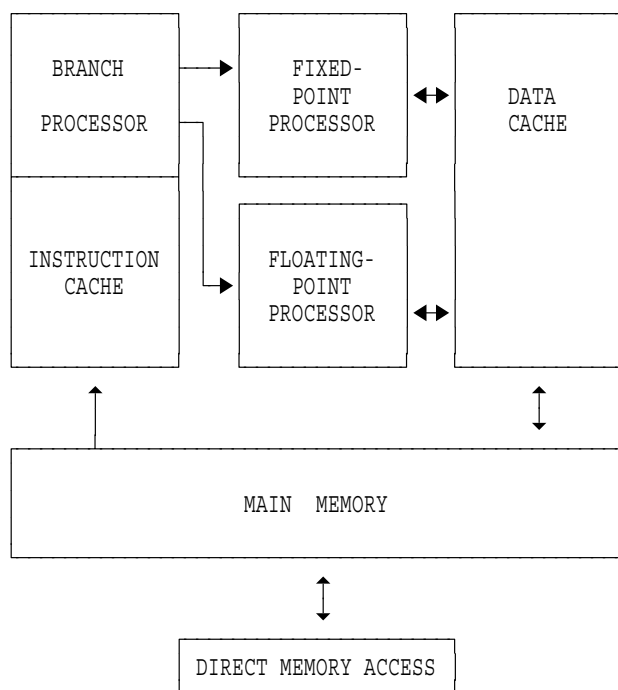 BRANCH
PROCESSOR
FIXED-
POINT
PROCESSOR
DATA
CACHE
INSTRUCTION
CACHE
FLOATING-
POINT
PROCESSOR
MAIN MEMORY
DIRECT MEMORY ACCESS